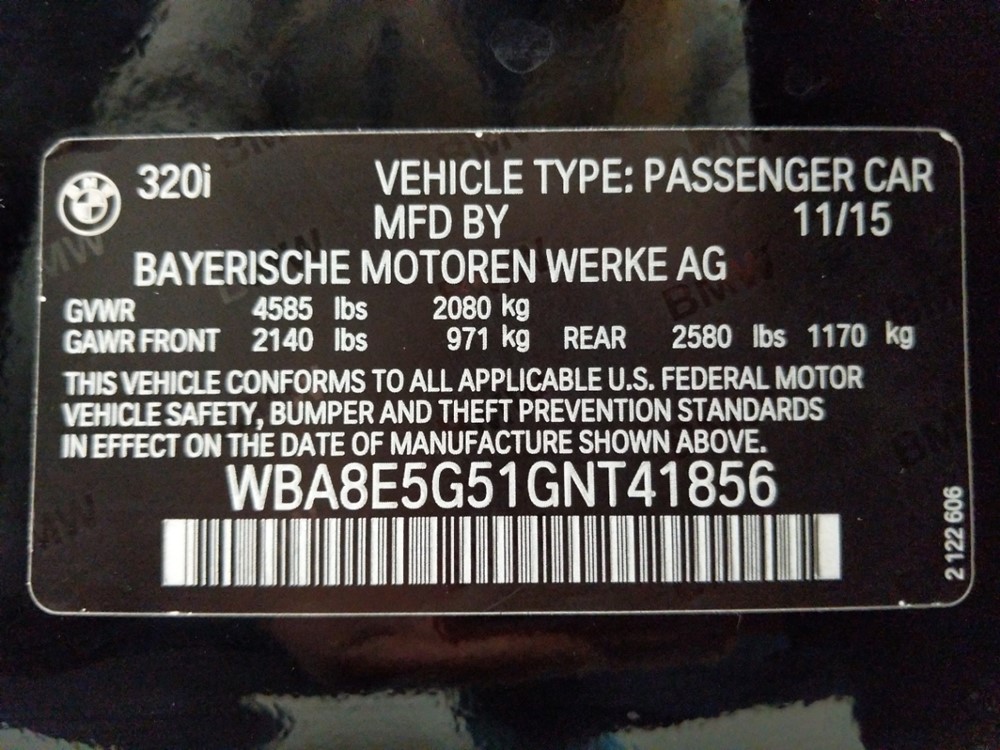 320i VEHICLE TYPE: PASSENGER CAR
MFD BY 11/15
BAYERISCHE MOTOREN WERKE AG
GVWR 4585 lbs 2080 kg
GAWR FRONT 2140 lbs 971 kg REAR 2580 lbs 1170 kg
THIS VEHICLE CONFORMS TO ALL APPLICABLE U.S. FEDERAL MOTOR
VEHICLE SAFETY, BUMPER AND THEFT PREVENTION STANDARDS
IN EFFECT ON THE DATE OF MANUFACTURE SHOWN ABOVE.
WBA8E5G51GNT41856
2 122 606